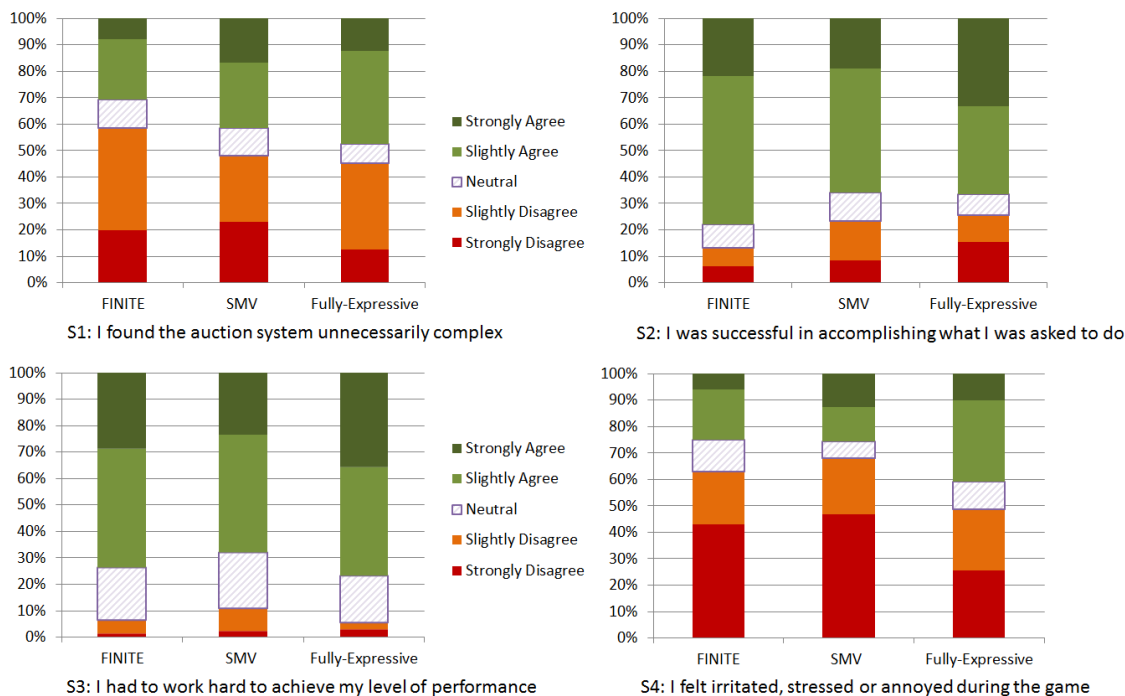 100%
90%
80%
70%
60%
50%
40%
30%
20%
10%
0%
FINITE SMV Fully-Expressive
Strongly Agree
Slightly Agree
Neutral
Slightly Disagree
Strongly Disagree
S1: I found the auction system unnecessarily complex
100%
90%
80%
70%
60%
50%
40%
30%
20%
10%
0%
FINITE SMV Fully-Expressive
S2: I was successful in accomplishing what I was asked to do
100%
90%
80%
70%
60%
50%
40%
30%
20%
10%
0%
FINITE SMV Fully-Expressive
Strongly Agree
Slightly Agree
Neutral
Slightly Disagree
Strongly Disagree
S3: I had to work hard to achieve my level of performance
100%
90%
80%
70%
60%
50%
40%
30%
20%
10%
0%
FINITE SMV Fully-Expressive
S4: I felt irritated, stressed or annoyed during the game